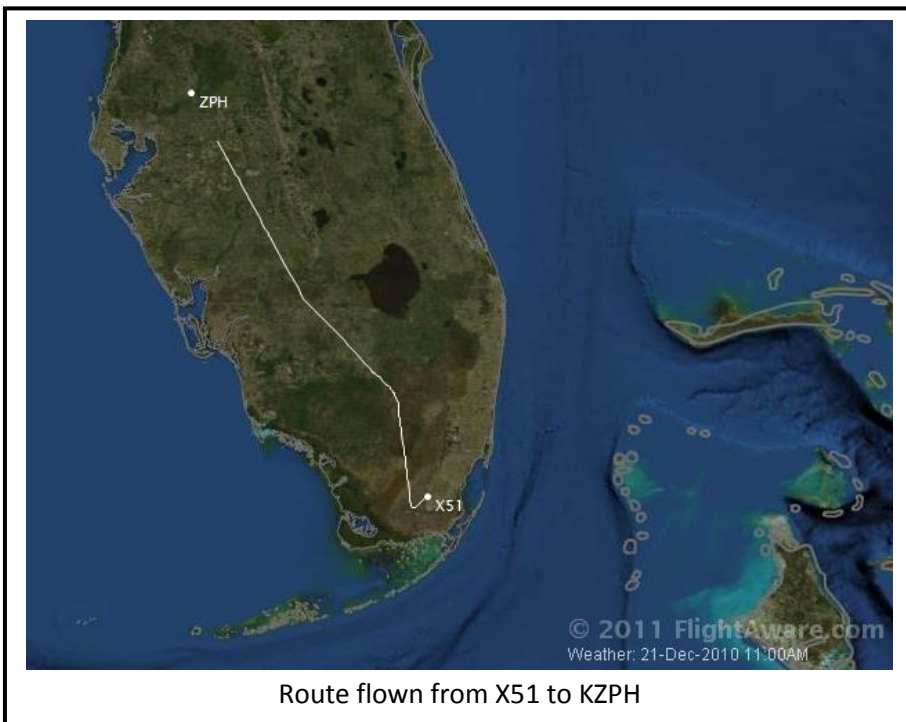 ZPH
X51
© 2011 FlightAware.com
Weather: 21-Dec-2010 11:00AM
Route flown from X51 to KZPH